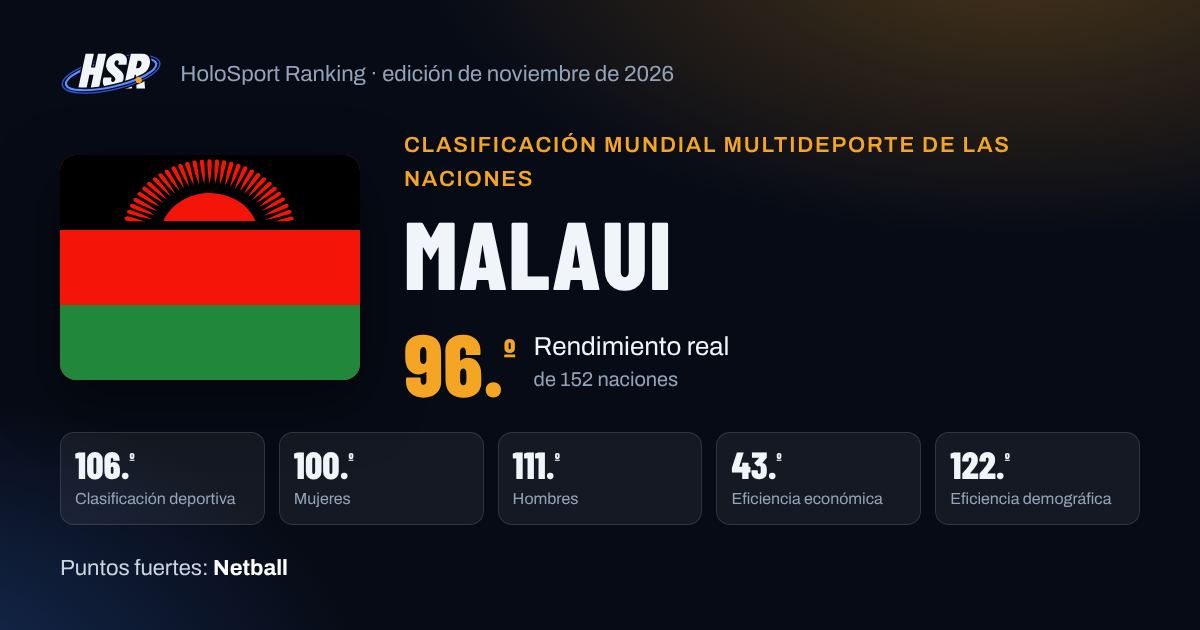 HSR
HoloSport Ranking · edición de noviembre de 2026
CLASIFICACIÓN MUNDIAL MULTIDEPORTE DE LAS
NACIONES
MALAUI
96.º
Rendimiento real
de 152 naciones
106.º
Clasificación deportiva
100.º
Mujeres
111.º
Hombres
43.º
Eficiencia económica
122.º
Eficiencia demográfica
Puntos fuertes: Netball